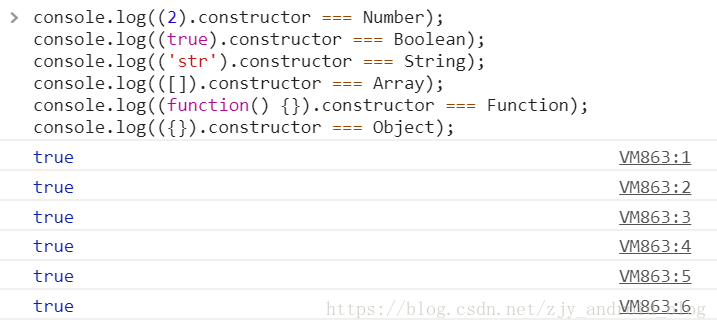 > console.log((2).constructor === Number);
console.log((true).constructor === Boolean);
console.log(('str').constructor === String);
console.log(([]).constructor === Array);
console.log((function() {}).constructor === Function);
console.log(({}).constructor === Object);
true VM863:1
true VM863:2
true VM863:3
true VM863:4
true VM863:5
true VM863:6
https://blog.csdn.net/zjy_android_blog